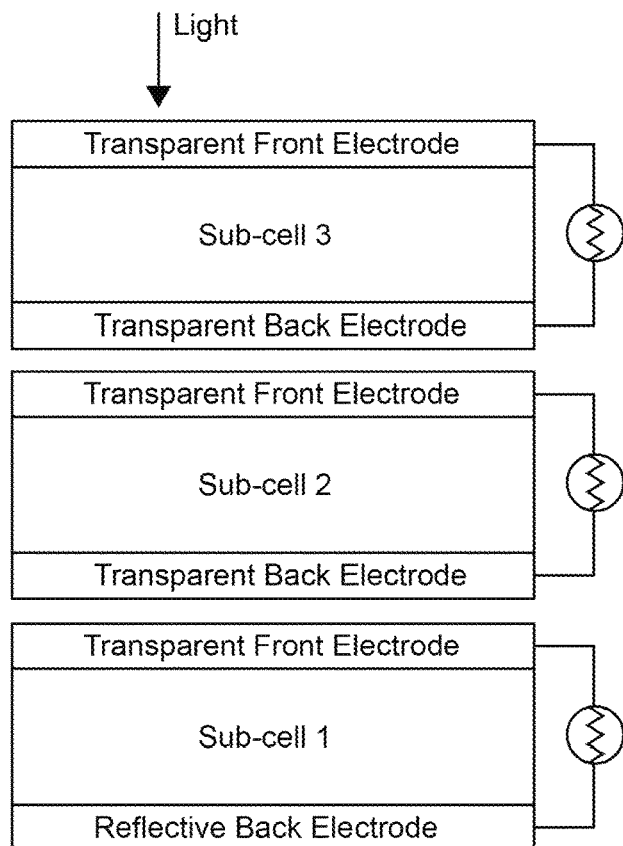 Light
Transparent Front Electrode
Sub-cell 3
Transparent Back Electrode
Transparent Front Electrode
Sub-cell 2
Transparent Back Electrode
Transparent Front Electrode
Sub-cell 1
Reflective Back Electrode